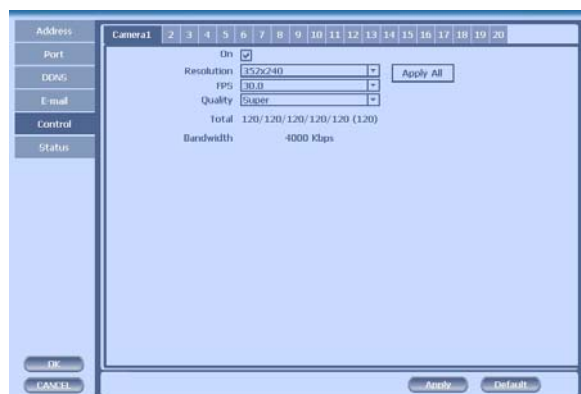 Address
Port
DDNS
E-mail
Control
Status
Camera1 2 3 4 5 6 7 8 9 10 11 12 13 14 15 16 17 18 19 20
On
Resolution 352x240 Apply All
FPS 30.0
Quality Super
Total 120/120/120/120/120 (120)
Bandwidth 4000 Kbps
OK
CANCEL
Apply Default